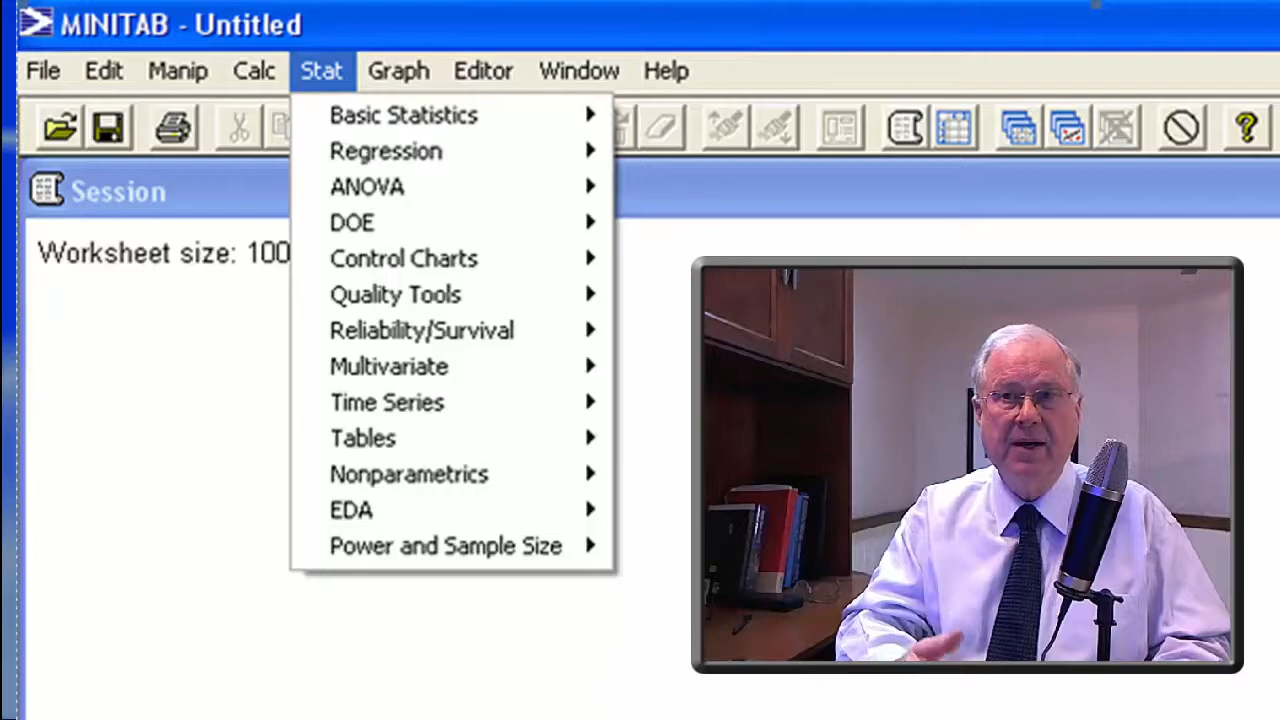 MINITAB - Untitled
File Edit Manip Calc Stat Graph Editor Window Help
Session
Worksheet size: 100
Basic Statistics
Regression
ANOVA
DOE
Control Charts
Quality Tools
Reliability/Survival
Multivariate
Time Series
Tables
Nonparametrics
EDA
Power and Sample Size